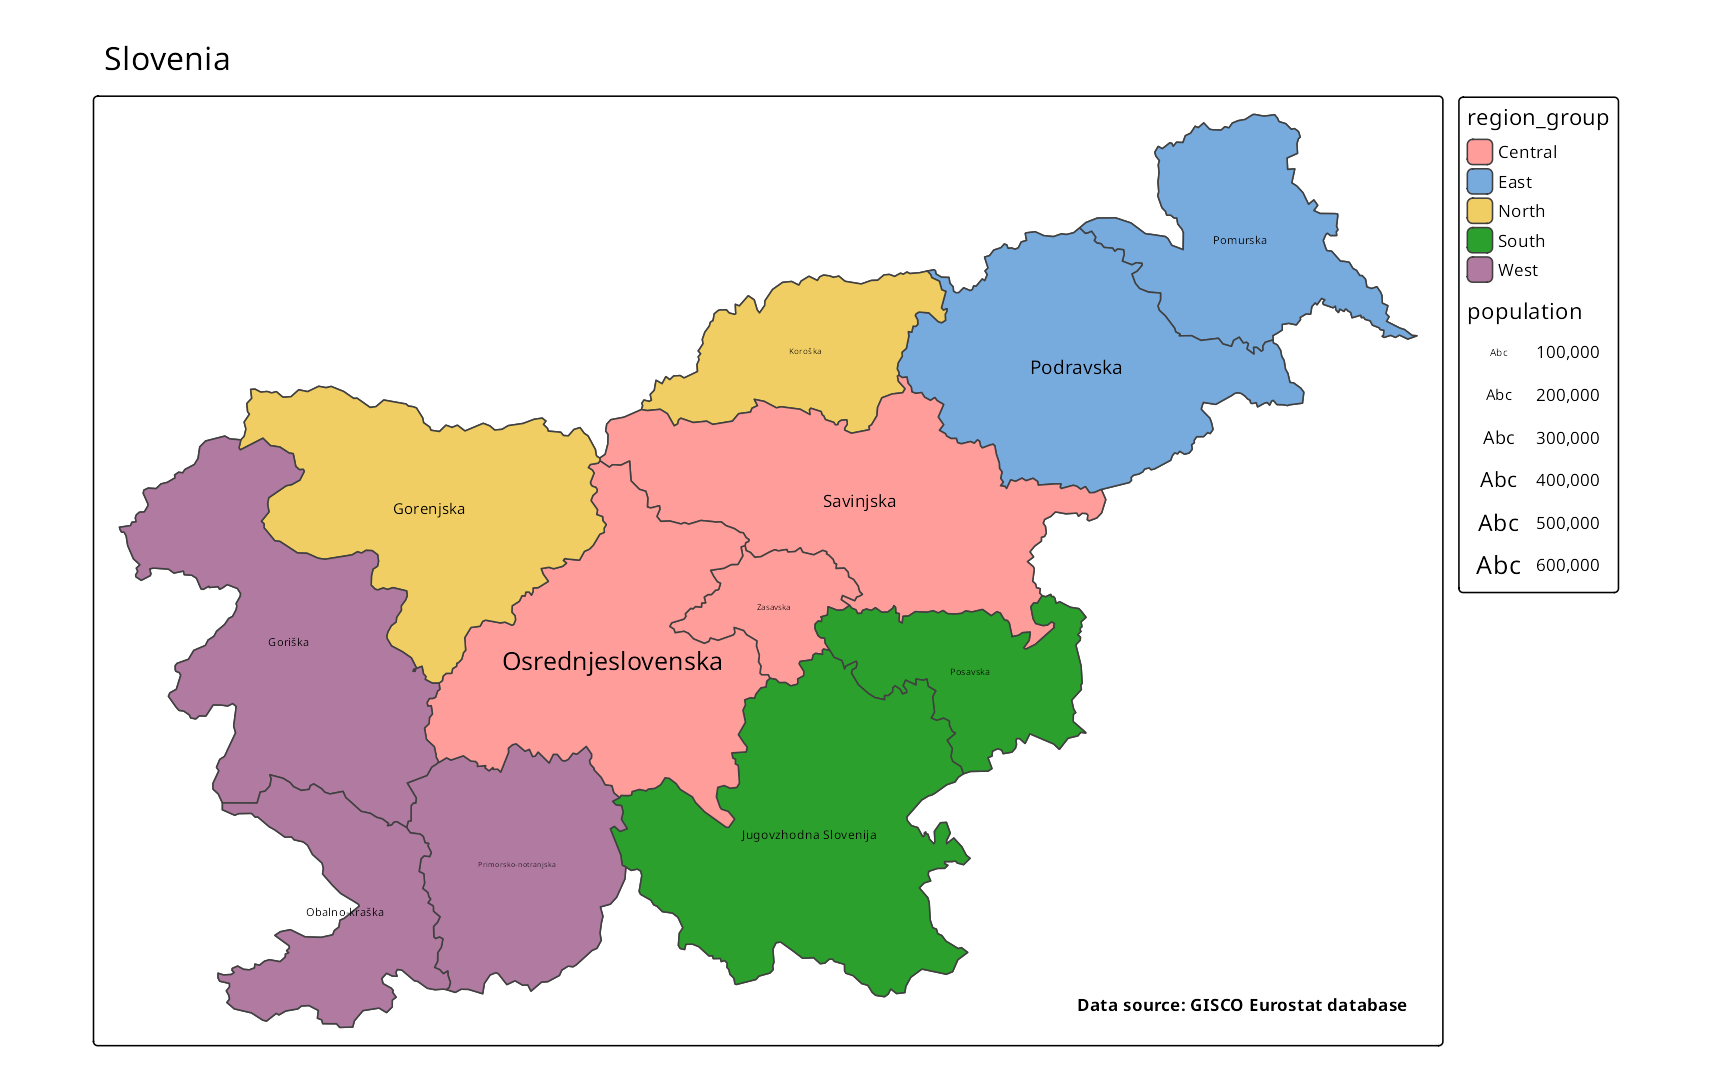 Slovenia
region_group
Central
East
North
South
West
population
Abc 100,000
Abc 200,000
Abc 300,000
Abc 400,000
Abc 500,000
Abc 600,000
Pomurska
Koroška
Podravska
Savinjska
Gorenjska
Zasavska
Goriška
Osrednjeslovenska
Posavska
Jugovzhodna Slovenija
Primorsko-notranjska
Obalno-kraška
Data source: GISCO Eurostat database